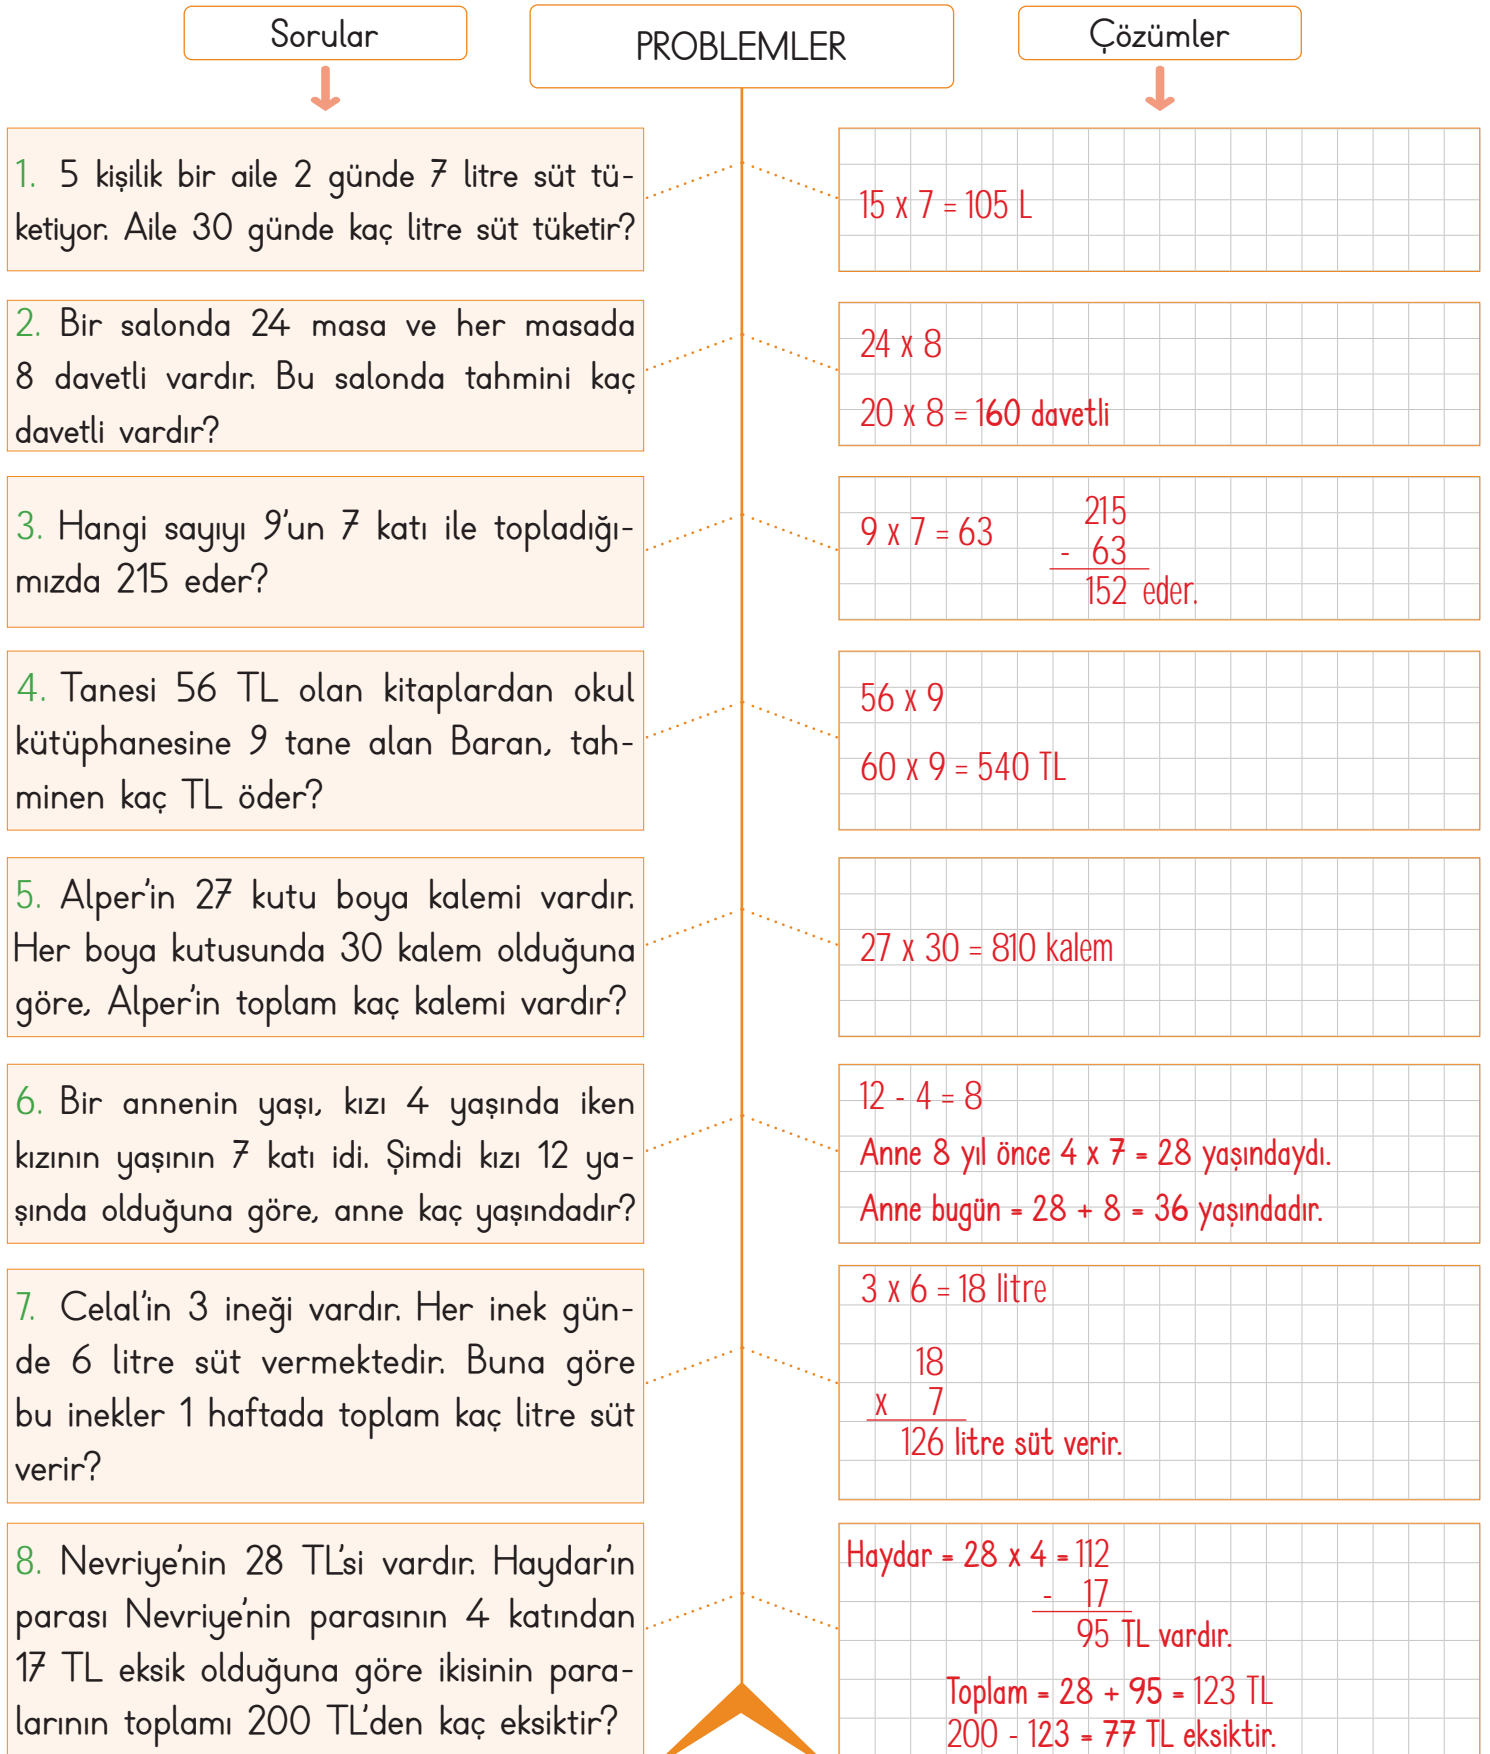 Sorular
PROBLEMLER
Çözümler
1. 5 kişilik bir aile 2 günde 7 litre süt tü-
ketiyor. Aile 30 günde kaç litre süt tüketir?
15 x 7 = 105 L
2. Bir salonda 24 masa ve her masada
8 davetli vardır. Bu salonda tahmini kaç
davetli vardır?
24 x 8
20 x 8 = 160 davetli
3. Hangi sayıyı 9'un 7 katı ile topladığı-
mızda 215 eder?
9 x 7 = 63
215
- 63
152 eder.
4. Tanesi 56 TL olan kitaplardan okul
kütüphanesine 9 tane alan Baran, tah-
minen kaç TL öder?
56 x 9
60 x 9 = 540 TL
5. Alper'in 27 kutu boya kalemi vardır.
Her boya kutusunda 30 kalem olduğuna
göre, Alper'in toplam kaç kalemi vardır?
27 x 30 = 810 kalem
6. Bir annenin yaşı, kızı 4 yaşında iken
kızının yaşının 7 katı idi. Şimdi kızı 12 ya-
şında olduğuna göre, anne kaç yaşındadır?
12 - 4 = 8
Anne 8 yıl önce 4 x 7 = 28 yaşındaydı.
Anne bugün = 28 + 8 = 36 yaşındadır.
7. Celal'in 3 ineği vardır. Her inek gün-
de 6 litre süt vermektedir. Buna göre
bu inekler 1 haftada toplam kaç litre süt
verir?
3 x 6 = 18 litre
18
x 7
126 litre süt verir.
8. Nevriye'nin 28 TL'si vardır. Haydar'ın
parası Nevriye'nin parasının 4 katından
17 TL eksik olduğuna göre ikisinin para-
larının toplamı 200 TL'den kaç eksiktir?
Haydar = 28 x 4 = 112
- 17
95 TL vardır.
Toplam = 28 + 95 = 123 TL
200 - 123 = 77 TL eksiktir.